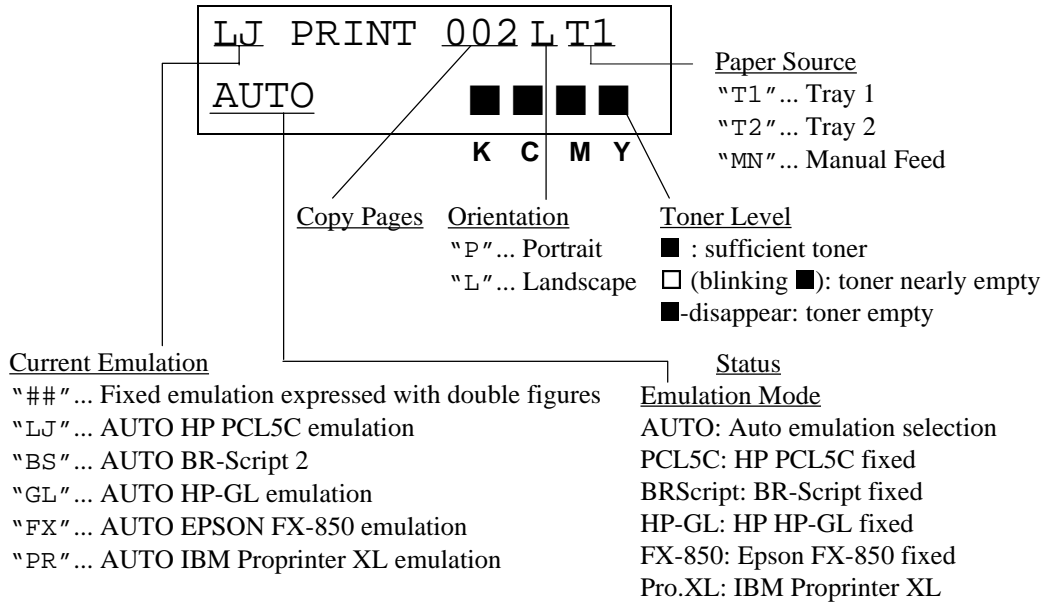 LJ PRINT 002 L T1
AUTO ■ ■ ■ ■
K C M Y
Paper Source
"T1"... Tray 1
"T2"... Tray 2
"MN"... Manual Feed
Copy Pages
Orientation
"P"... Portrait
"L"... Landscape
Toner Level
■ : sufficient toner
□ (blinking ■): toner nearly empty
■-disappear: toner empty
Current Emulation
"##"... Fixed emulation expressed with double figures
"LJ"... AUTO HP PCL5C emulation
"BS"... AUTO BR-Script 2
"GL"... AUTO HP-GL emulation
"FX"... AUTO EPSON FX-850 emulation
"PR"... AUTO IBM Proprinter XL emulation
Status
Emulation Mode
AUTO: Auto emulation selection
PCL5C: HP PCL5C fixed
BRScript: BR-Script fixed
HP-GL: HP HP-GL fixed
FX-850: Epson FX-850 fixed
Pro.XL: IBM Proprinter XL